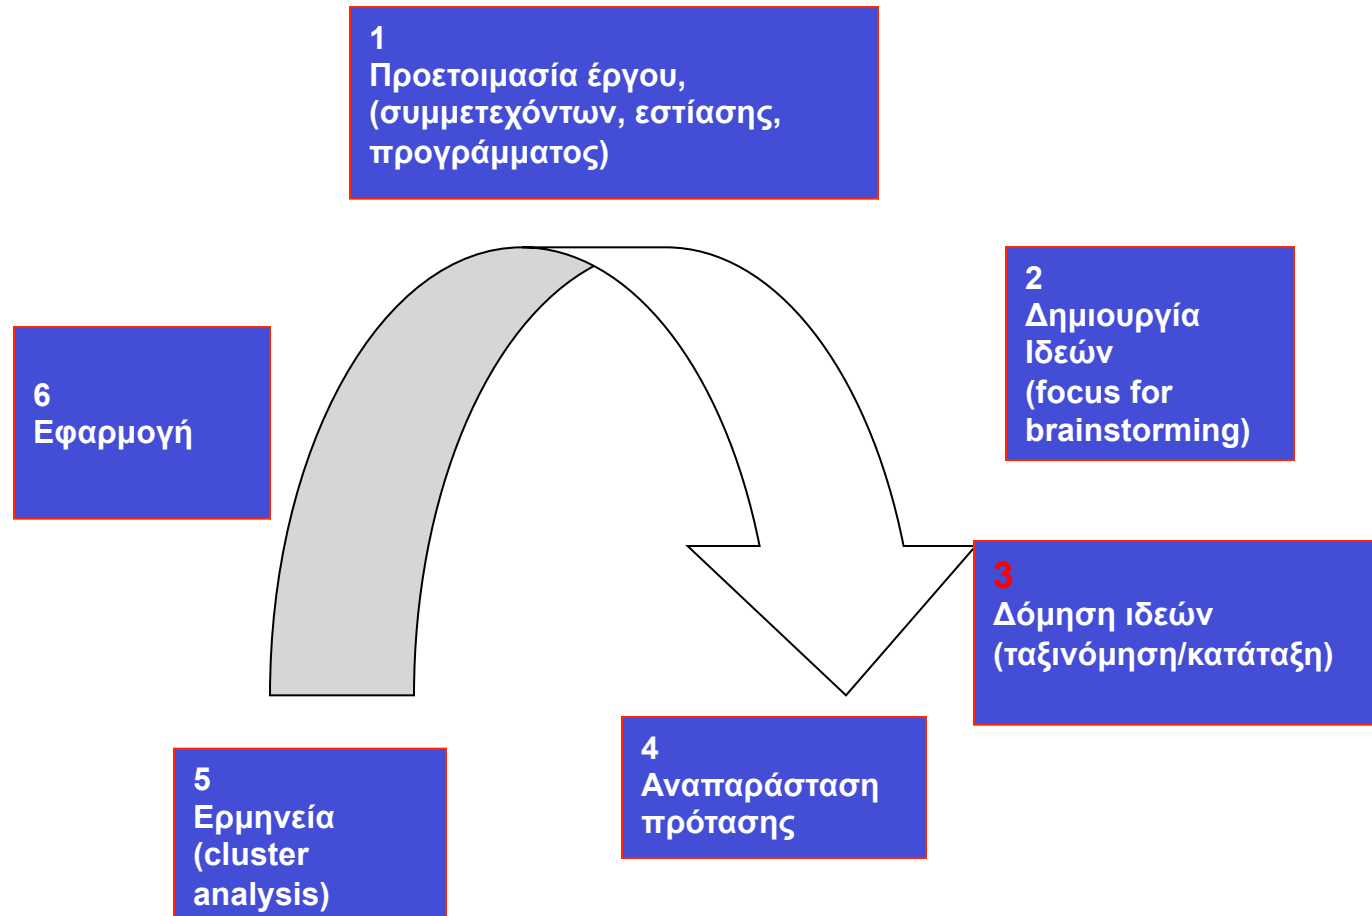 1
Προετοιμασία έργου,
(συμμετεχόντων, εστίασης,
προγράμματος)
2
Δημιουργία
Ιδεών
(focus for
brainstorming)
3
Δόμηση ιδεών
(ταξινόμηση/κατάταξη)
4
Αναπαράσταση
πρότασης
5
Ερμηνεία
(cluster
analysis)
6
Εφαρμογή